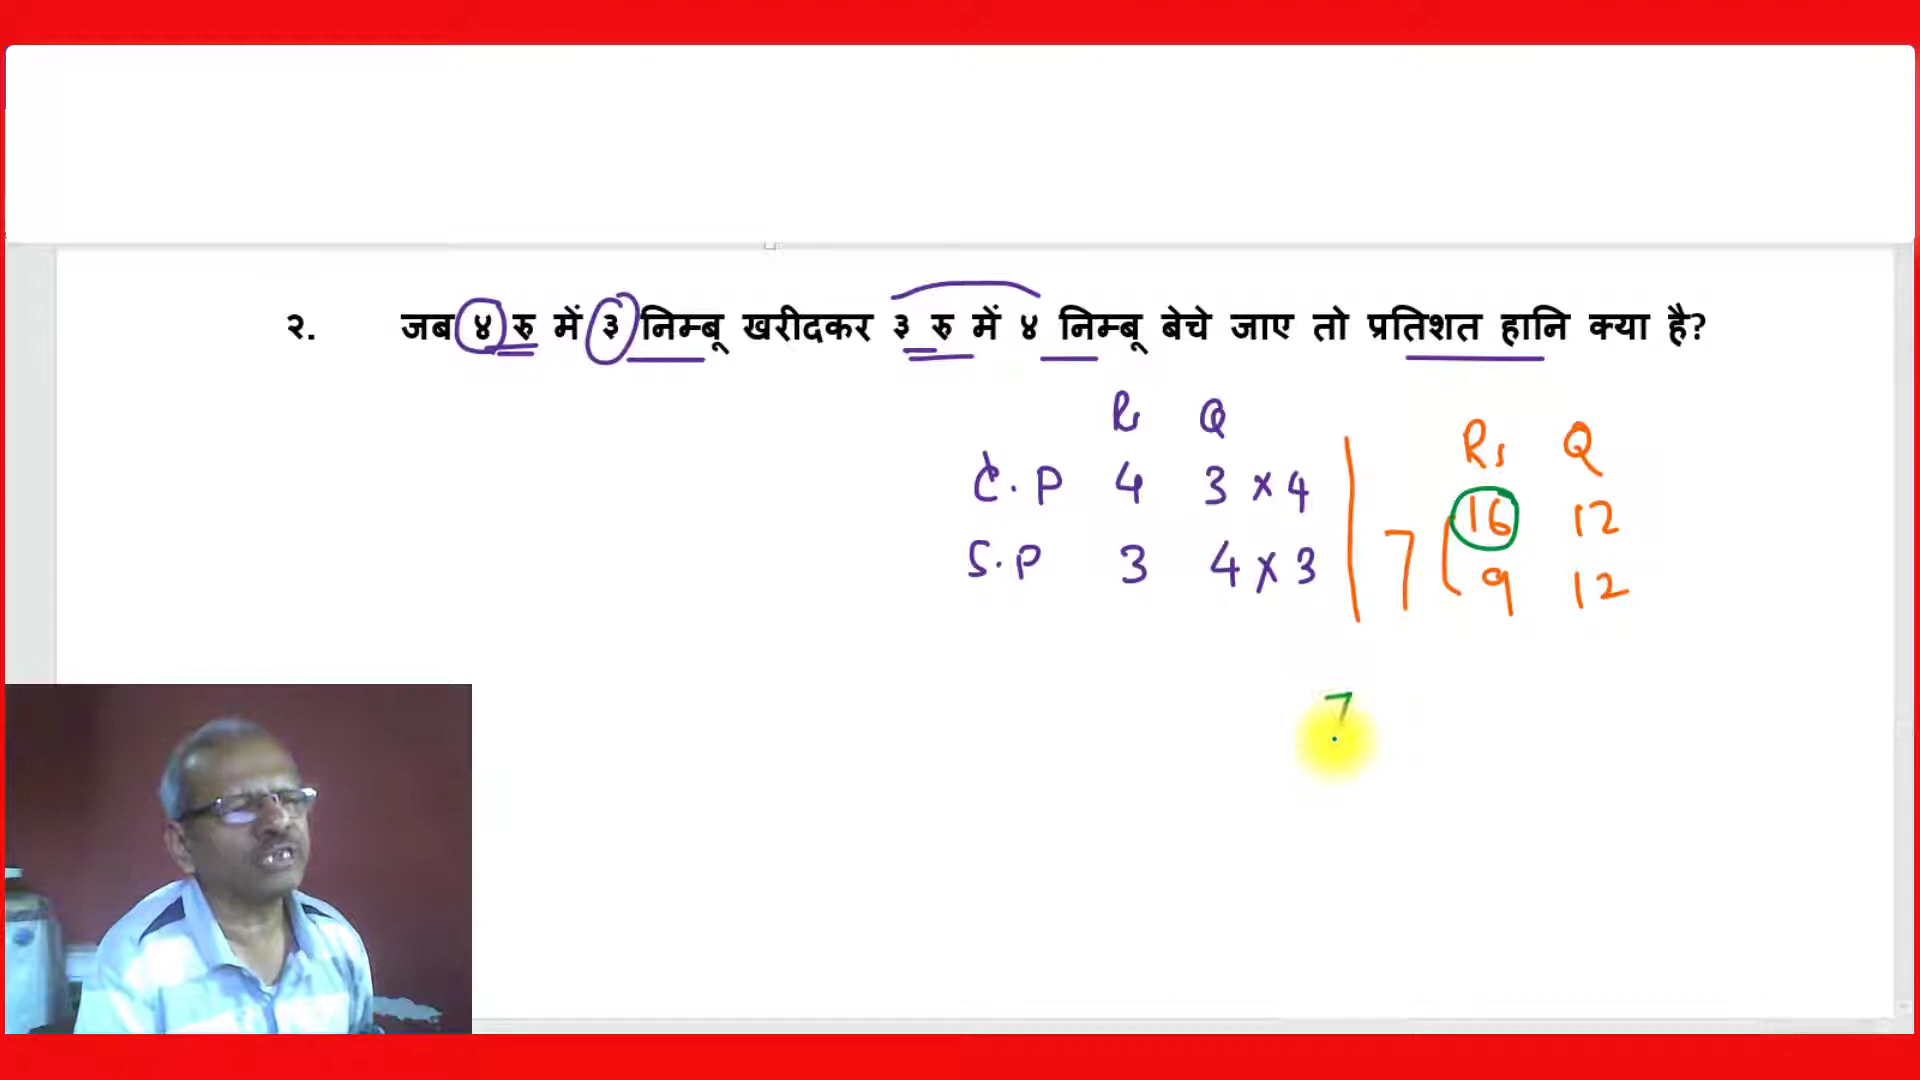 २. जब ४ रु में ३ निम्बू खरीदकर ३ रु में ४ निम्बू बेचे जाए तो प्रतिशत हानि क्या है?
Rs Q
C.P 4 3 x 4
S.P 3 4 x 3
Rs Q
16 12
7 9 12
7